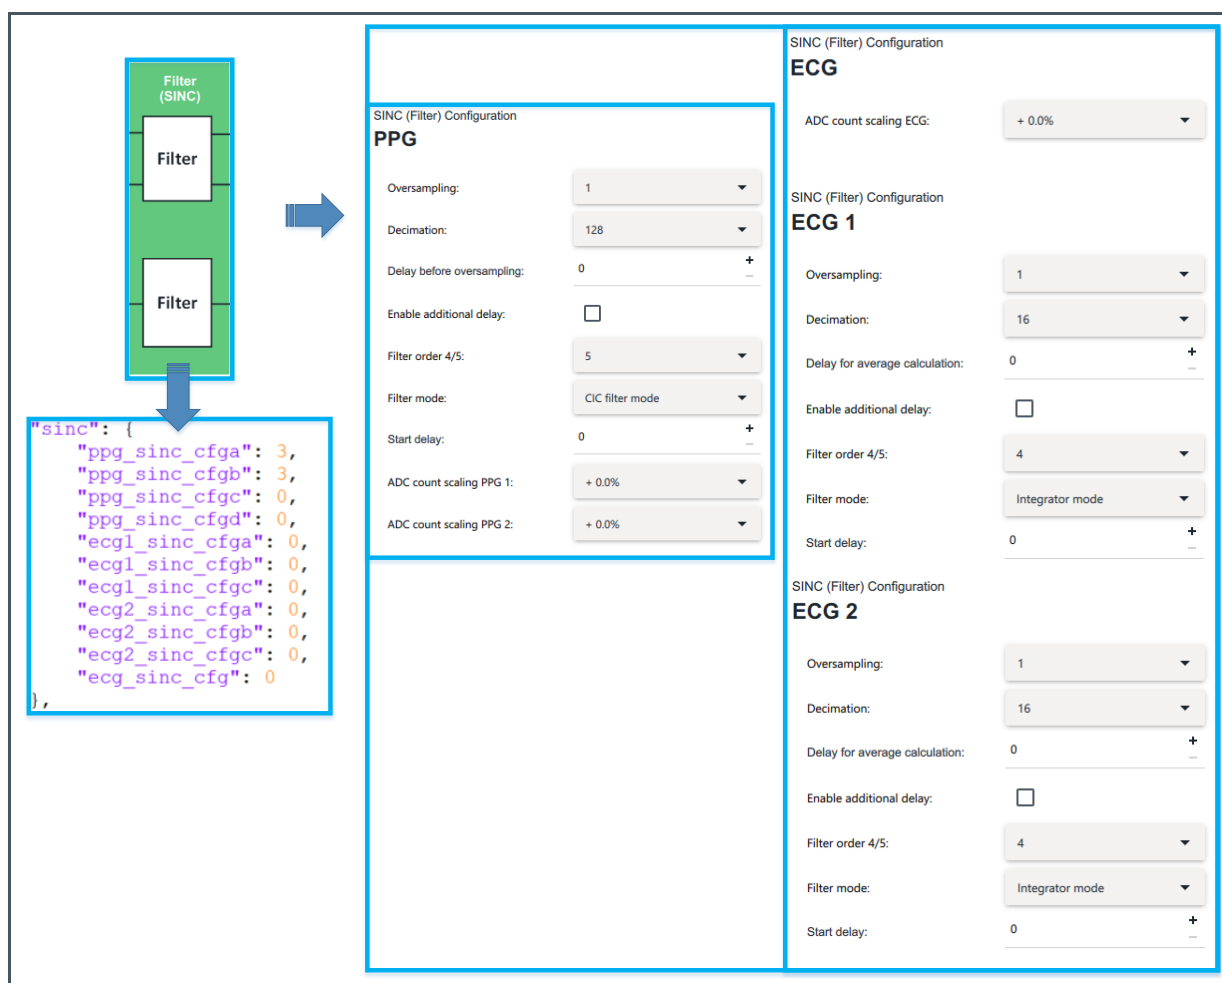 Filter
(SINC)
Filter
Filter
"sinc": {
"ppg_sinc_cfga": 3,
"ppg_sinc_cfgb": 3,
"ppg_sinc_cfgc": 0,
"ppg_sinc_cfgd": 0,
"ecg1_sinc_cfga": 0,
"ecg1_sinc_cfgb": 0,
"ecg1_sinc_cfgc": 0,
"ecg2_sinc_cfga": 0,
"ecg2_sinc_cfgb": 0,
"ecg2_sinc_cfgc": 0,
"ecg_sinc_cfg": 0
},
SINC (Filter) Configuration
PPG
Oversampling: 1
Decimation: 128
Delay before oversampling: 0 + –
Enable additional delay:
Filter order 4/5: 5
Filter mode: CIC filter mode
Start delay: 0 + –
ADC count scaling PPG 1: + 0.0%
ADC count scaling PPG 2: + 0.0%
SINC (Filter) Configuration
ECG
ADC count scaling ECG: + 0.0%
SINC (Filter) Configuration
ECG 1
Oversampling: 1
Decimation: 16
Delay for average calculation: 0 + –
Enable additional delay:
Filter order 4/5: 4
Filter mode: Integrator mode
Start delay: 0 + –
SINC (Filter) Configuration
ECG 2
Oversampling: 1
Decimation: 16
Delay for average calculation: 0 + –
Enable additional delay:
Filter order 4/5: 4
Filter mode: Integrator mode
Start delay: 0 + –